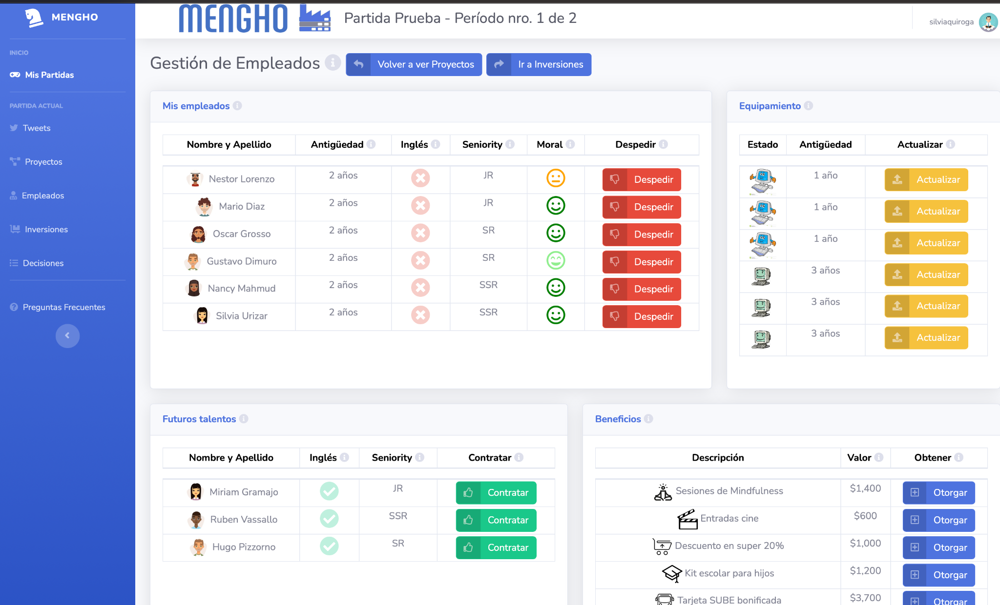 MENGHO
INICIO
Mis Partidas
PARTIDA ACTUAL
Tweets
Proyectos
Empleados
Inversiones
Decisiones
Preguntas Frecuentes
MENGHO Partida Prueba - Período nro. 1 de 2 silviaquiroga
Gestión de Empleados Volver a ver Proyectos Ir a Inversiones
Mis empleados
Nombre y Apellido Antigüedad Inglés Seniority Moral Despedir
Nestor Lorenzo 2 años JR Despedir
Mario Diaz 2 años JR Despedir
Oscar Grosso 2 años SR Despedir
Gustavo Dimuro 2 años SR Despedir
Nancy Mahmud 2 años SSR Despedir
Silvia Urizar 2 años SSR Despedir
Equipamiento
Estado Antigüedad Actualizar
1 año Actualizar
1 año Actualizar
1 año Actualizar
3 años Actualizar
3 años Actualizar
3 años Actualizar
Futuros talentos
Nombre y Apellido Inglés Seniority Contratar
Miriam Gramajo JR Contratar
Ruben Vassallo SSR Contratar
Hugo Pizzorno SR Contratar
Beneficios
Descripción Valor Obtener
Sesiones de Mindfulness $1,400 Otorgar
Entradas cine $600 Otorgar
Descuento en super 20% $1,000 Otorgar
Kit escolar para hijos $1,200 Otorgar
Tarjeta SUBE bonificada $3,700 Otorgar